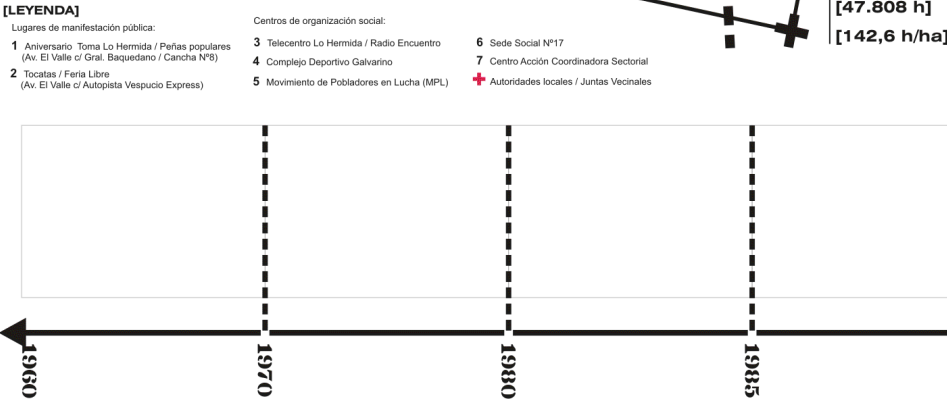 [LEYENDA]
Lugares de manifestación pública:
1 Aniversario Toma Lo Hermida / Peñas populares
(Av. El Valle c/ Gral. Baquedano / Cancha Nº8)
2 Tocatas / Feria Libre
(Av. El Valle c/ Autopista Vespucio Express)
Centros de organización social:
3 Telecentro Lo Hermida / Radio Encuentro
4 Complejo Deportivo Galvarino
5 Movimiento de Pobladores en Lucha (MPL)
6 Sede Social Nº17
7 Centro Acción Coordinadora Sectorial
Autoridades locales / Juntas Vecinales
[47.808 h]
[142,6 h/ha]
1960
1970
1980
1985